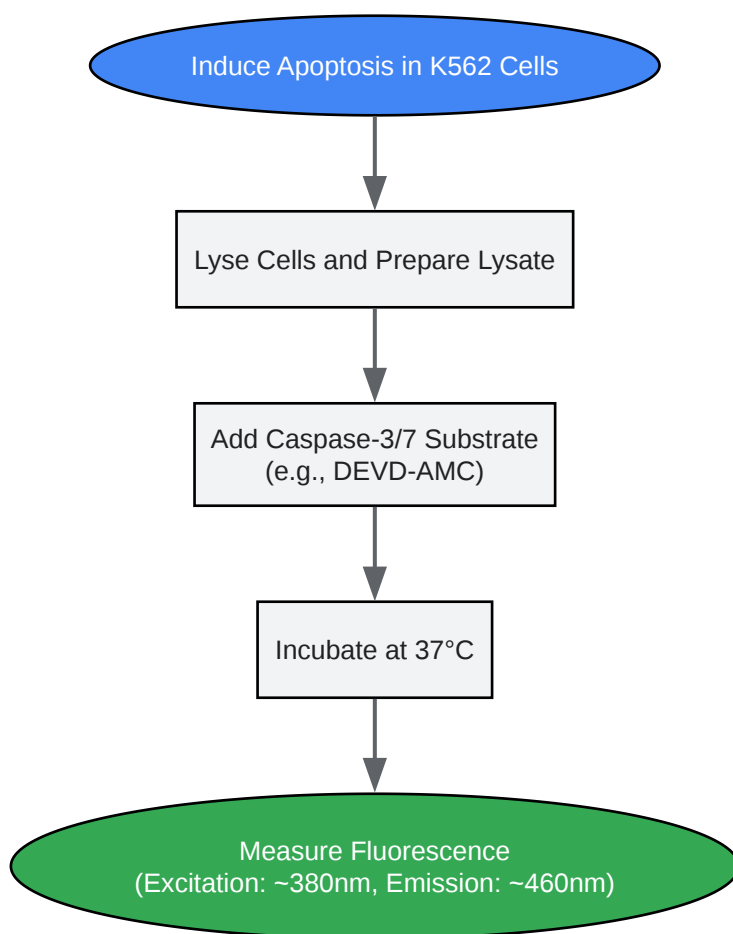 Induce Apoptosis in K562 Cells
Lyse Cells and Prepare Lysate
Add Caspase-3/7 Substrate
(e.g., DEVD-AMC)
Incubate at 37°C
Measure Fluorescence
(Excitation: ~380nm, Emission: ~460nm)